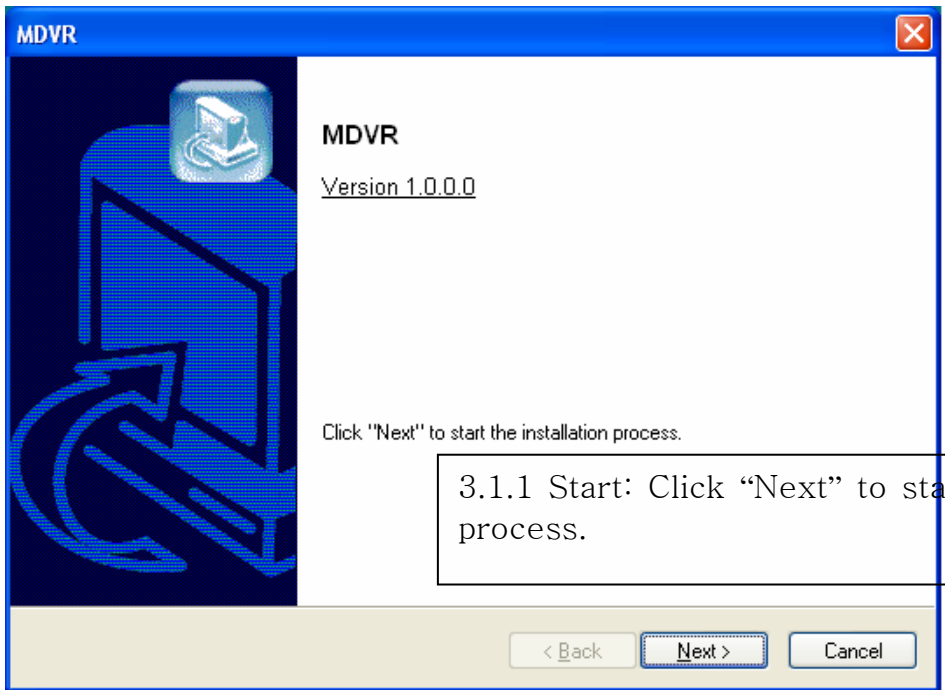 MDVR
MDVR
Version 1.0.0.0
Click "Next" to start the installation process.
3.1.1 Start: Click “Next” to sta
process.
< Back
Next >
Cancel